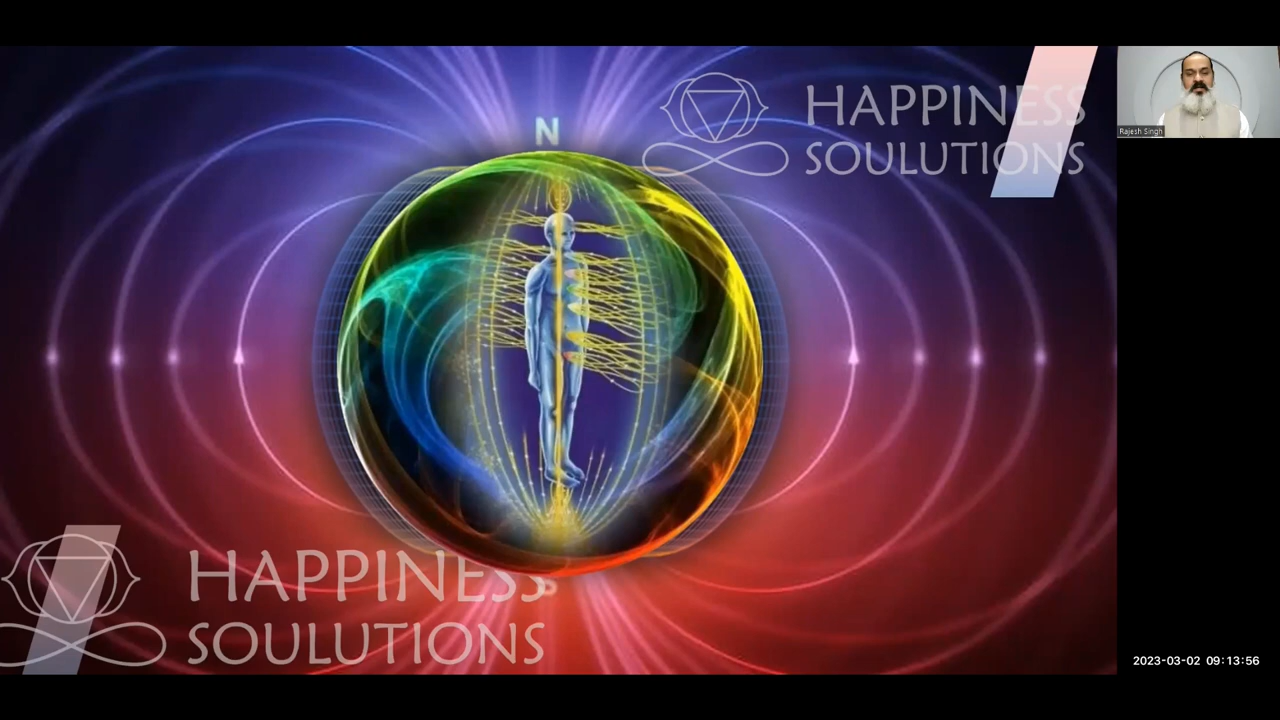 N
HAPPINESS
SOULUTIONS
Rajesh Singh
HAPPINESS
SOULUTIONS
S
2023-03-02 09:13:56